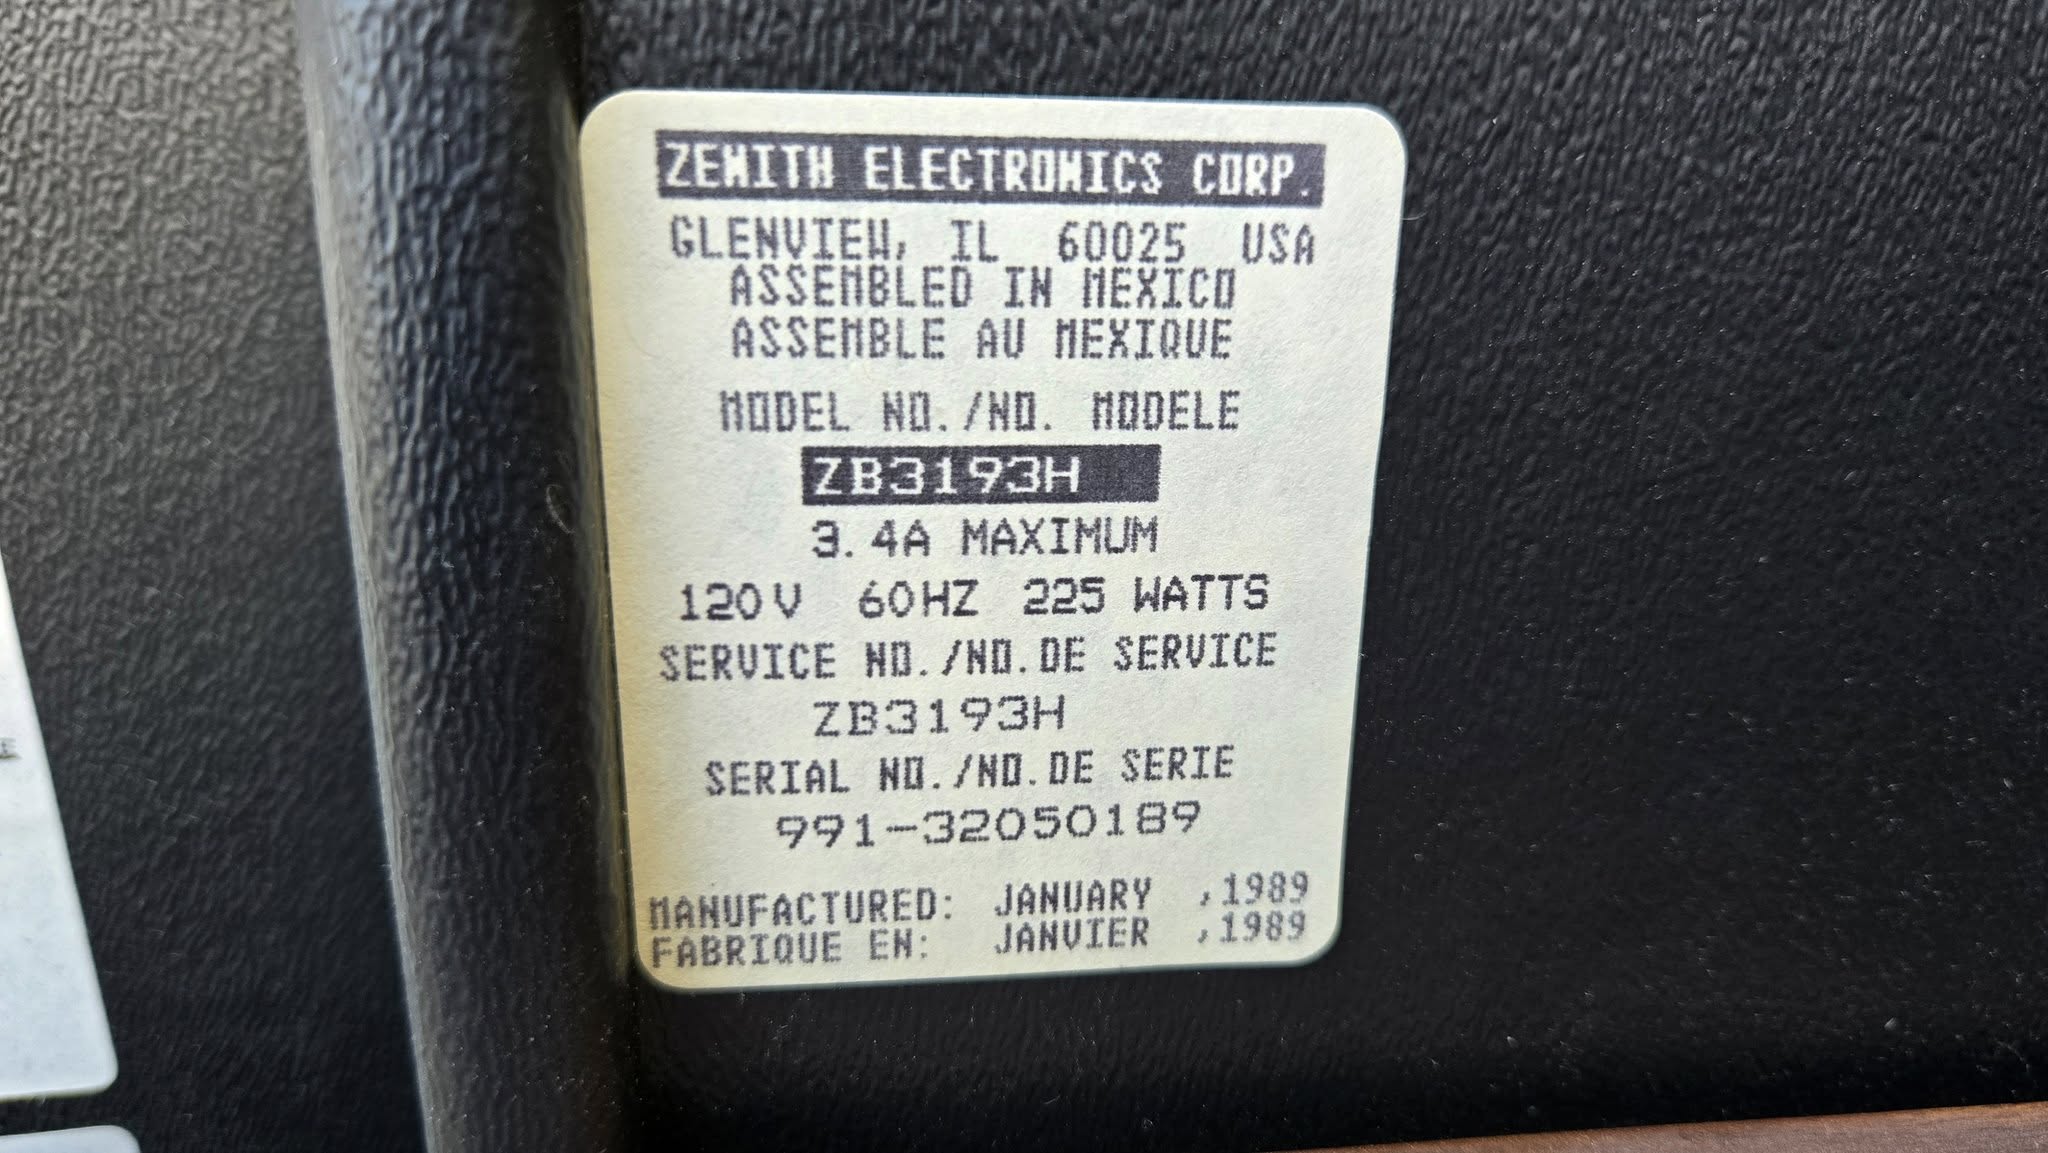 ZENITH ELECTRONICS CORP.
GLENVIEW, IL 60025 USA
ASSEMBLED IN MEXICO
ASSEMBLE AU MEXIQUE
MODEL NO./NO. MODELE
ZB3193H
3.4A MAXIMUM
120V 60HZ 225 WATTS
SERVICE NO./NO.DE SERVICE
ZB3193H
SERIAL NO./NO.DE SERIE
991-32050189
MANUFACTURED: JANUARY ,1989
FABRIQUE EN: JANVIER ,1989